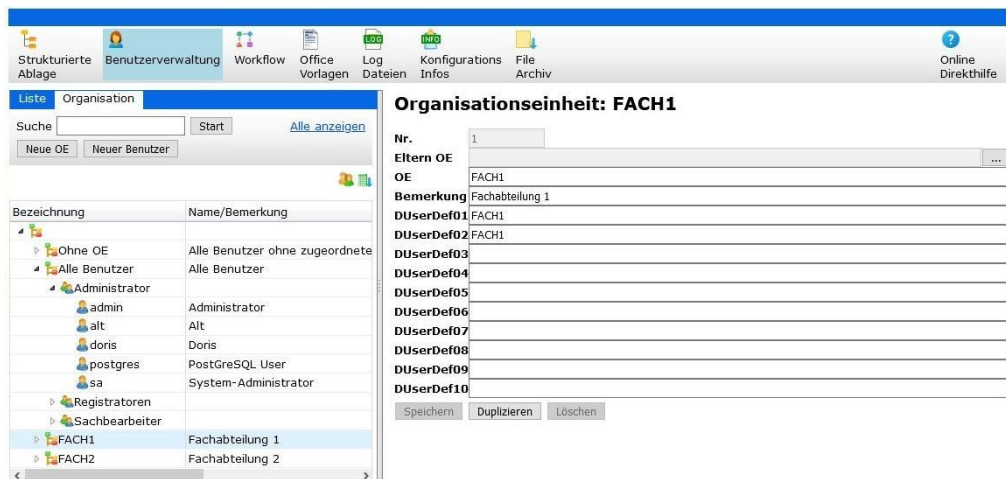 Strukturierte Ablage
Benutzerverwaltung
Workflow
Office Vorlagen
LOG
Log Dateien
INFO
Konfigurations Infos
File Archiv
?
Online Direkthilfe
Liste Organisation
Suche Start Alle anzeigen
Neue OE Neuer Benutzer
Bezeichnung Name/Bemerkung
Ohne OE Alle Benutzer ohne zugeordnete
Alle Benutzer Alle Benutzer
Administrator
admin Administrator
alt Alt
doris Doris
postgres PostGreSQL User
sa System-Administrator
Registratoren
Sachbearbeiter
FACH1 Fachabteilung 1
FACH2 Fachabteilung 2
Organisationseinheit: FACH1
Nr. 1
Eltern OE ...
OE FACH1
Bemerkung Fachabteilung 1
DUserDef01 FACH1
DUserDef02 FACH1
DUserDef03
DUserDef04
DUserDef05
DUserDef06
DUserDef07
DUserDef08
DUserDef09
DUserDef10
Speichern Duplizieren Löschen